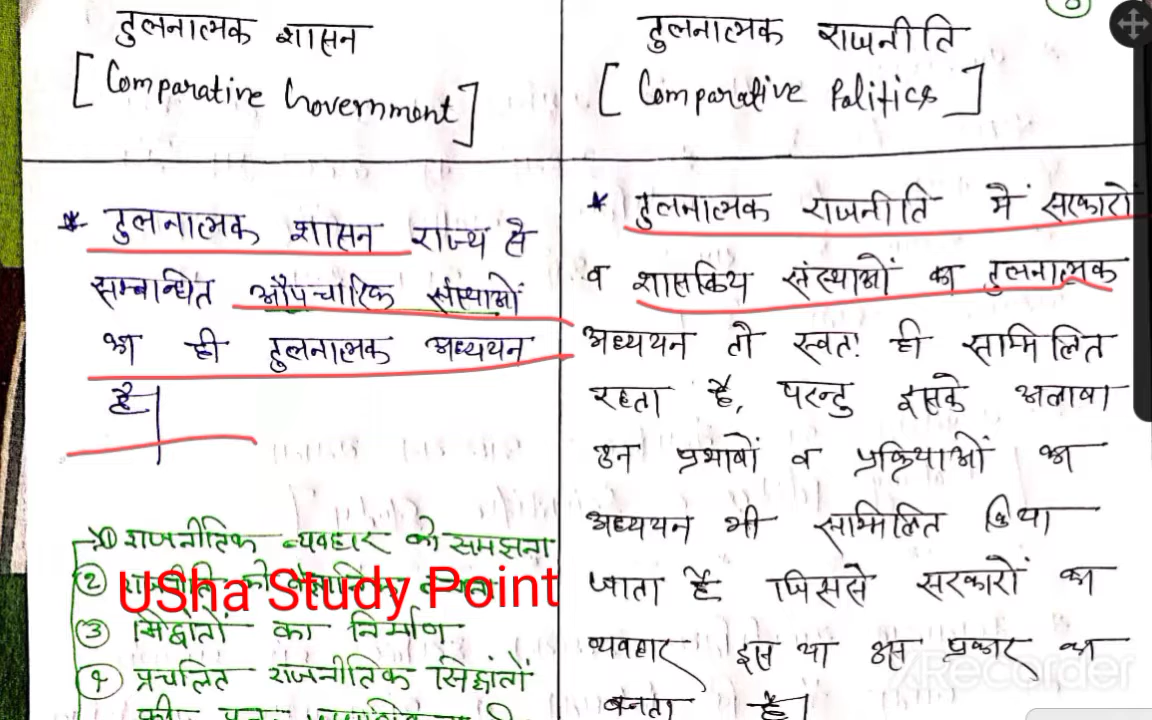 तुलनात्मक शासन
[Comparative Government]
* तुलनात्मक शासन राज्य से
सम्बन्धित औपचारिक संस्थाओं
का ही तुलनात्मक अध्ययन
है|
① राजनीतिक व्यवहार को समझना
② राजनीति को
USha Study Point
③ सिद्धांतों का निर्माण
④ प्रचलित राजनीतिक सिद्धांतों
की पुनः
तुलनात्मक राजनीति
[Comparative Politics]
* तुलनात्मक राजनीति में सरकारों
व शासकिय संस्थाओं का तुलनात्मक
अध्ययन तो स्वतः ही सम्मिलित
रहता है, परन्तु इसके अलावा
उन प्रभावों व प्रक्रियाओं का
अध्ययन भी सम्मिलित किया
जाता है जिससे सरकारों का
व्यवहार इस या उस प्रकार का
बनता है|
XRecorder